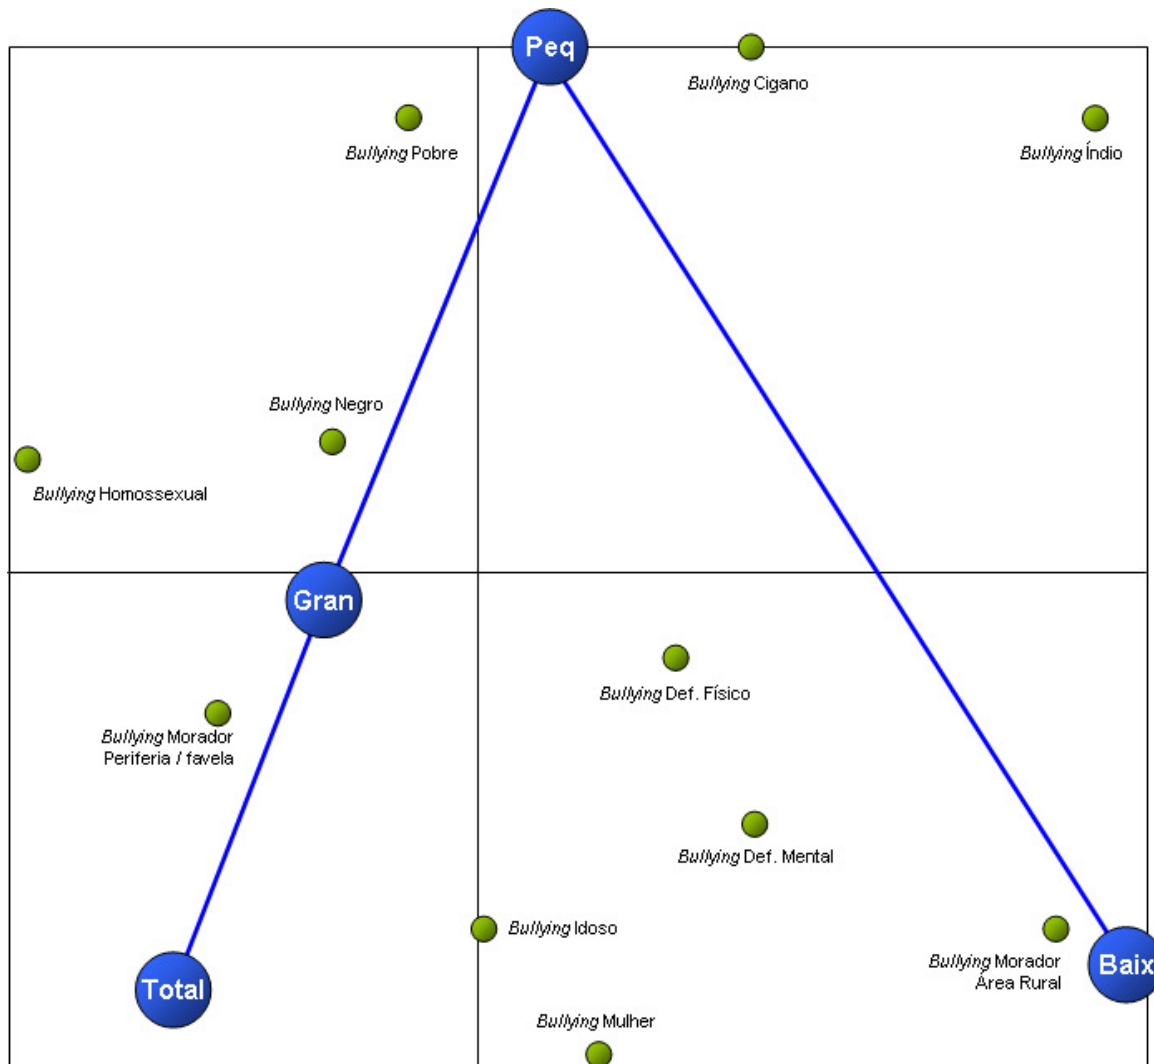 Peq
Bullying Cigano
Bullying Pobre
Bullying Índio
Bullying Negro
Bullying Homossexual
Gran
Bullying Def. Físico
Bullying Morador
Periferia / favela
Bullying Def. Mental
Bullying Idoso
Bullying Morador
Área Rural
Baix
Total
Bullying Mulher